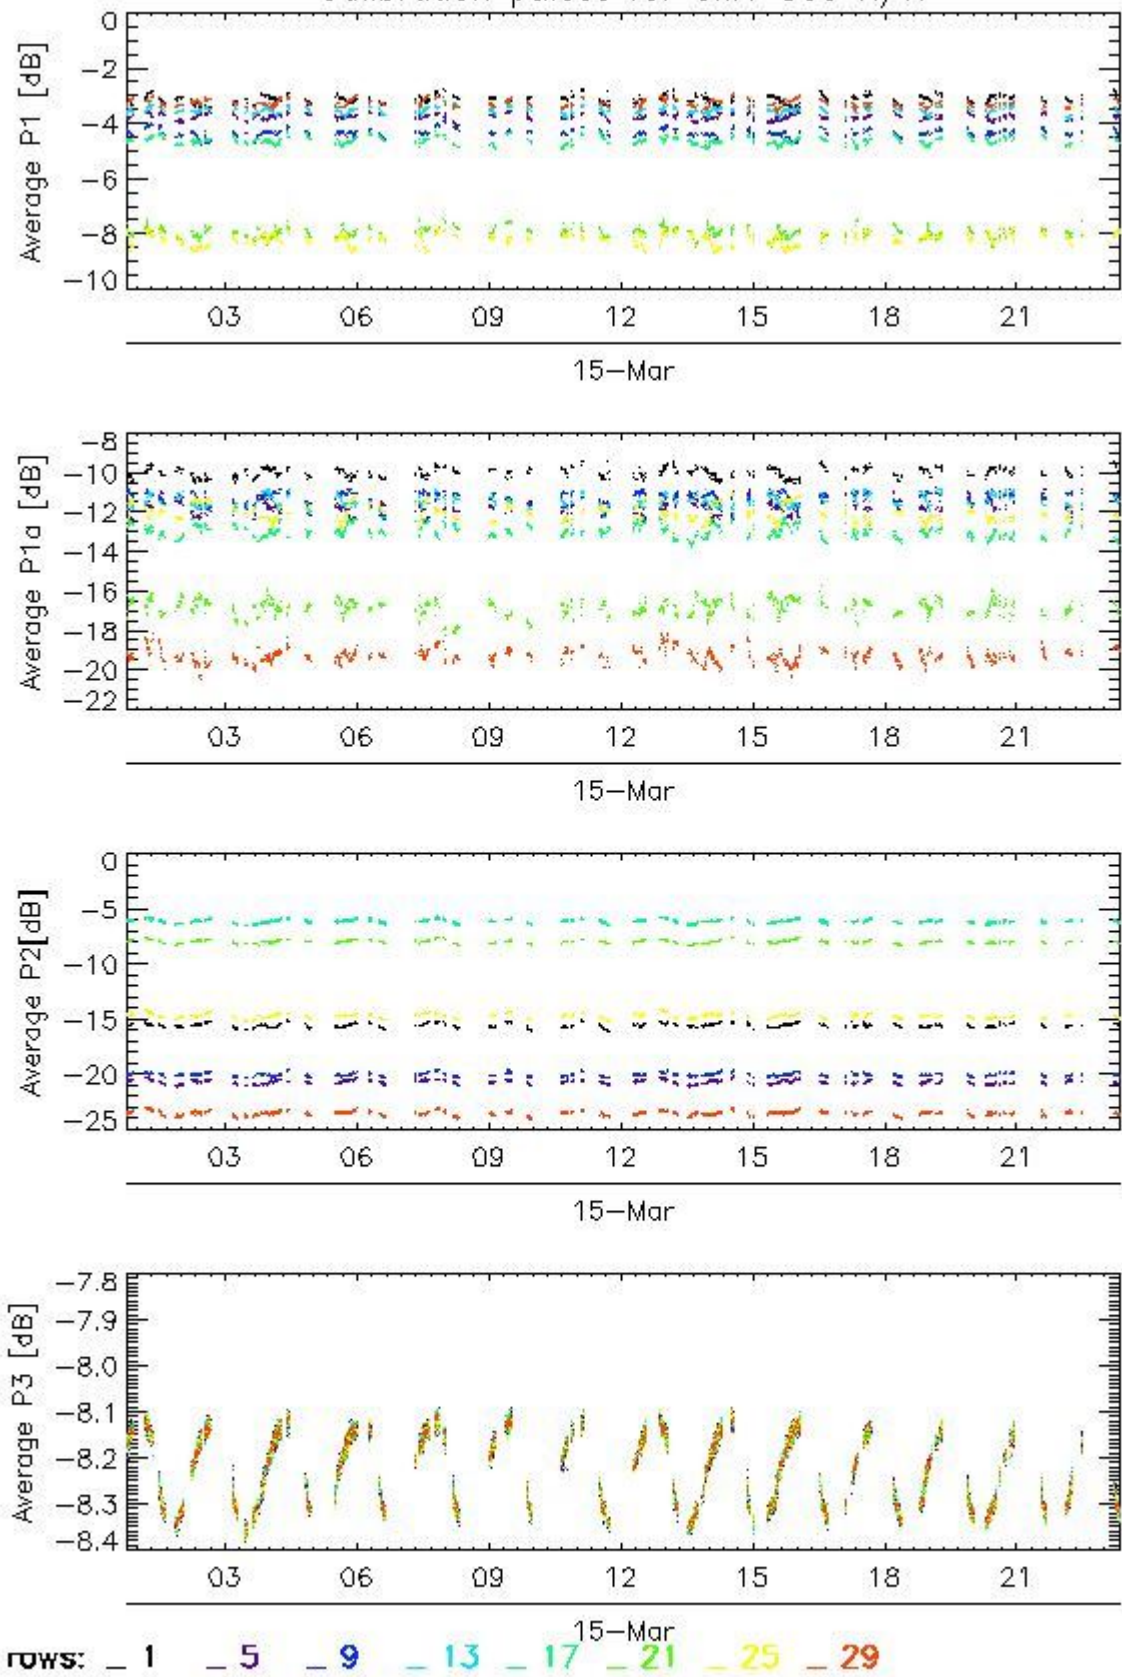 0
−2
−4
−6
−8
−10
Average P1 [dB]
03 06 09 12 15 18 21
15−Mar
−8
−10
−12
−14
−16
−18
−20
−22
Average P1a [dB]
03 06 09 12 15 18 21
15−Mar
0
−5
−10
−15
−20
−25
Average P2[dB]
03 06 09 12 15 18 21
15−Mar
−7.8
−7.9
−8.0
−8.1
−8.2
−8.3
−8.4
Average P3 [dB]
03 06 09 12 15 18 21
15−Mar
rows: _ 1 _ 5 _ 9 _ 13 _ 17 _ 21 _ 25 _ 29